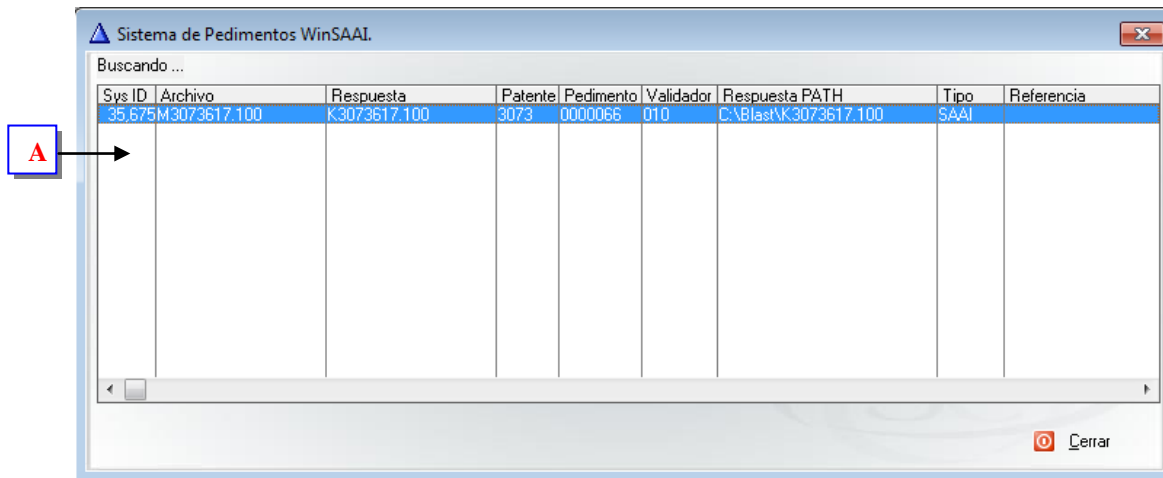 Sistema de Pedimentos WinSAAI.
Buscando ...
Sys ID Archivo Respuesta Patente Pedimento Validador Respuesta PATH Tipo Referencia
35,675 M3073617.100 K3073617.100 3073 0000066 010 C:\Blast\K3073617.100 SAAI
A
Cerrar